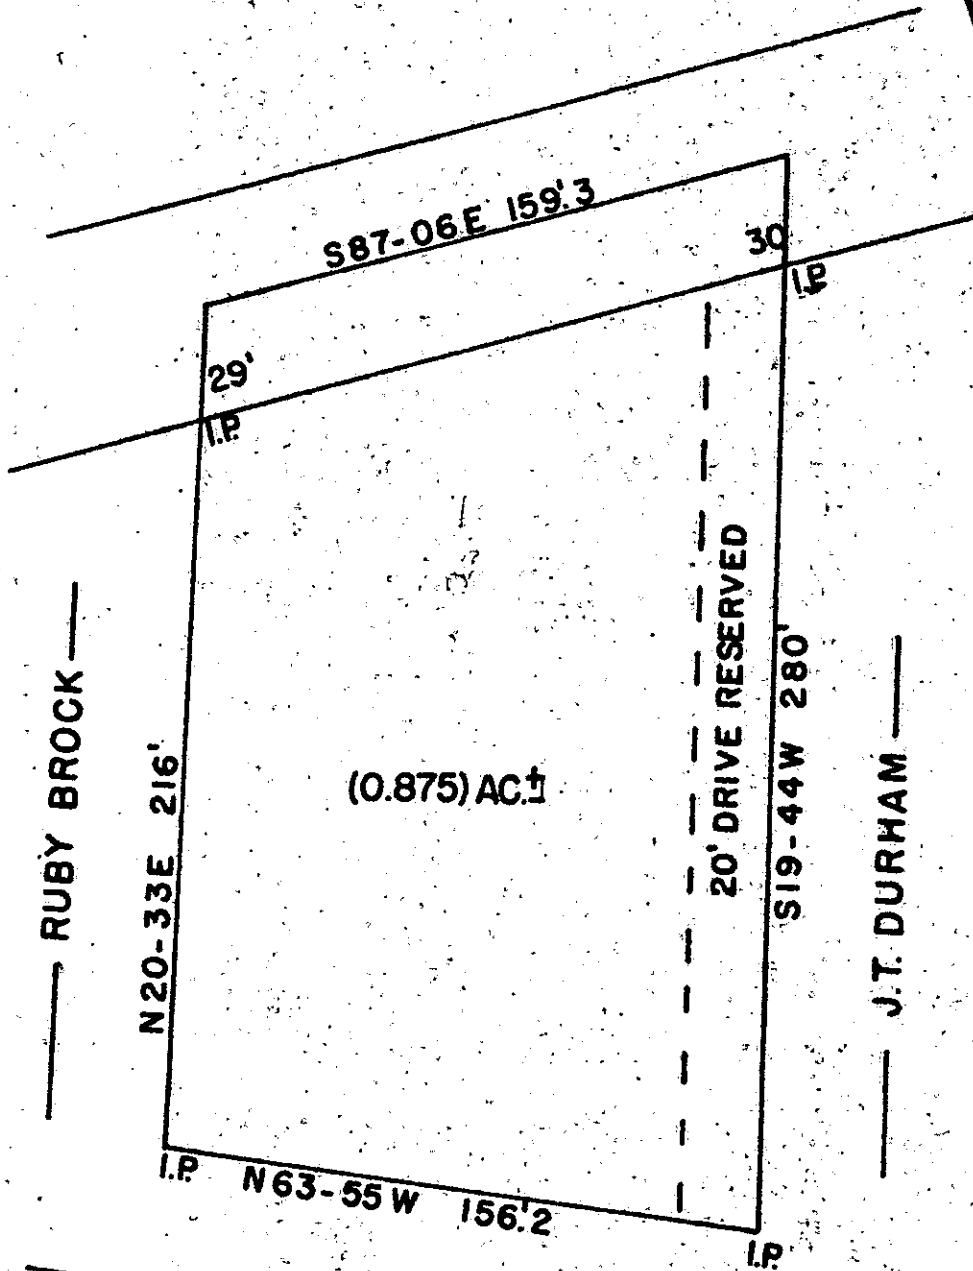 S87-06E 159'.3
30
I.P.
29'
I.P.
RUBY BROCK
N20-33E 216'
(0.875) AC.±
20' DRIVE RESERVED
S19-44W 280'
J.T. DURHAM
I.P.
N63-55W 156'.2
I.P.